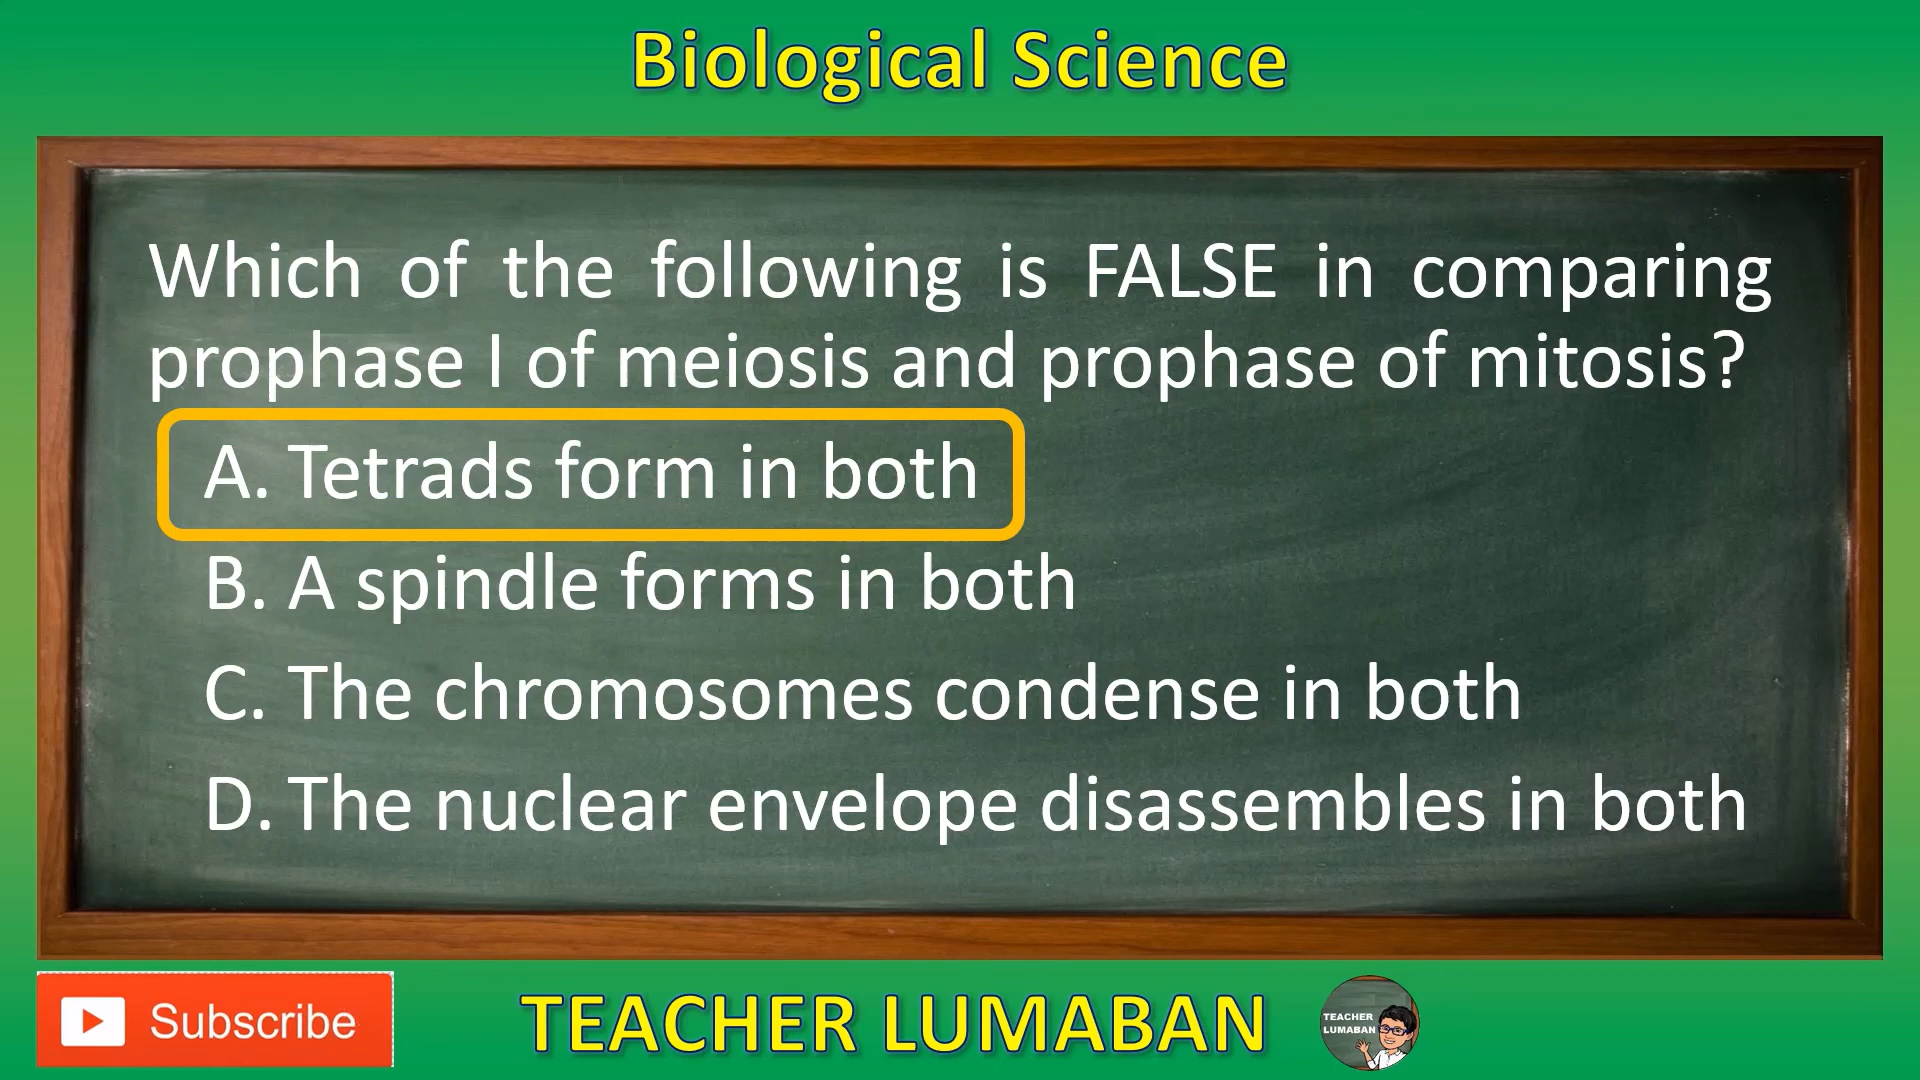 Biological Science
Which of the following is FALSE in comparing
prophase I of meiosis and prophase of mitosis?
A. Tetrads form in both
B. A spindle forms in both
C. The chromosomes condense in both
D. The nuclear envelope disassembles in both
Subscribe
TEACHER LUMABAN
TEACHER
LUMABAN